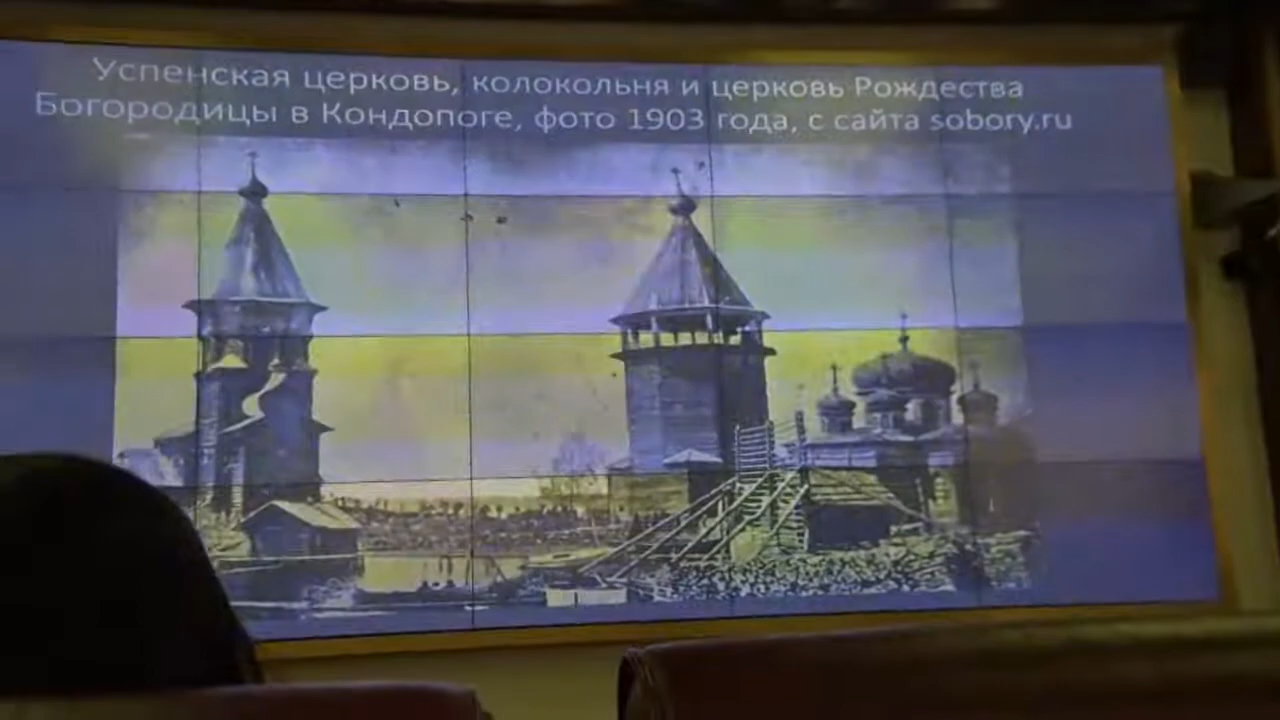 Успенская церковь, колокольня и церковь Рождества
Богородицы в Кондопоге, фото 1903 года, с сайта sobory.ru